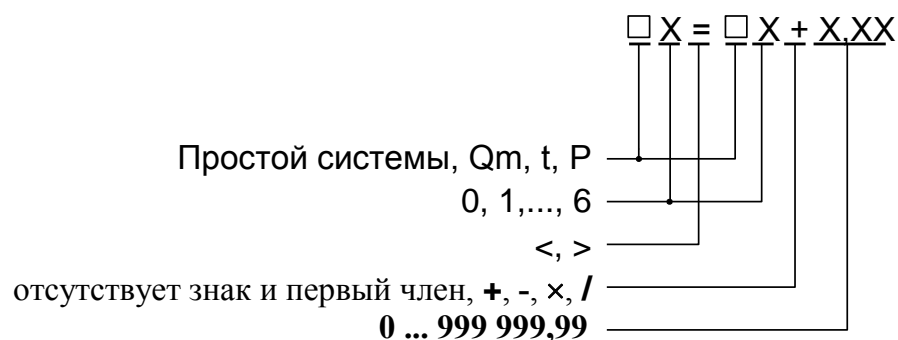 □ X = □ X + X,XX
Простой системы, Qm, t, P
0, 1,..., 6
<, >
отсутствует знак и первый член, +, -, ×, /
0 ... 999 999,99